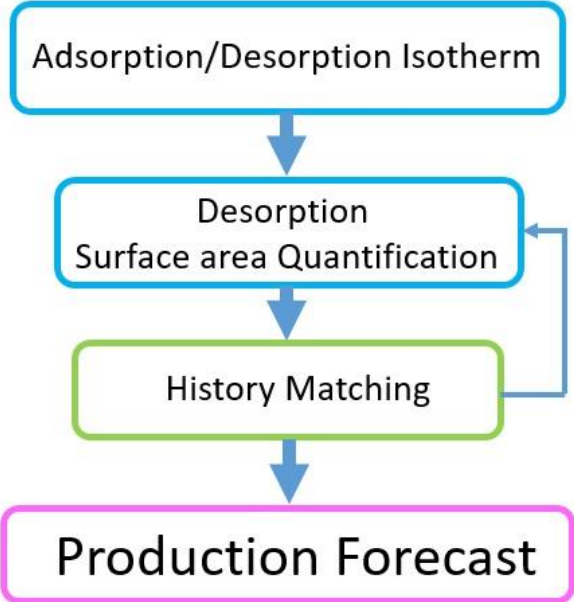 Adsorption/Desorption Isotherm
Desorption
Surface area Quantification
History Matching
Production Forecast